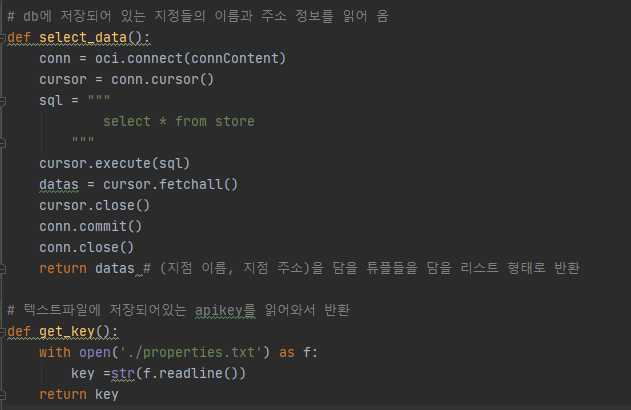 # db에 저장되어 있는 지정들의 이름과 주소 정보를 읽어 옴
def select_data():
    conn = oci.connect(connContent)
    cursor = conn.cursor()
    sql = """
            select * from store
        """
    cursor.execute(sql)
    datas = cursor.fetchall()
    cursor.close()
    conn.commit()
    conn.close()
    return datas # (지점 이름, 지점 주소)을 담을 튜플들을 담을 리스트 형태로 반환
# 텍스트파일에 저장되어있는 apikey를 읽어와서 반환
def get_key():
    with open('./properties.txt') as f:
        key =str(f.readline())
    return key